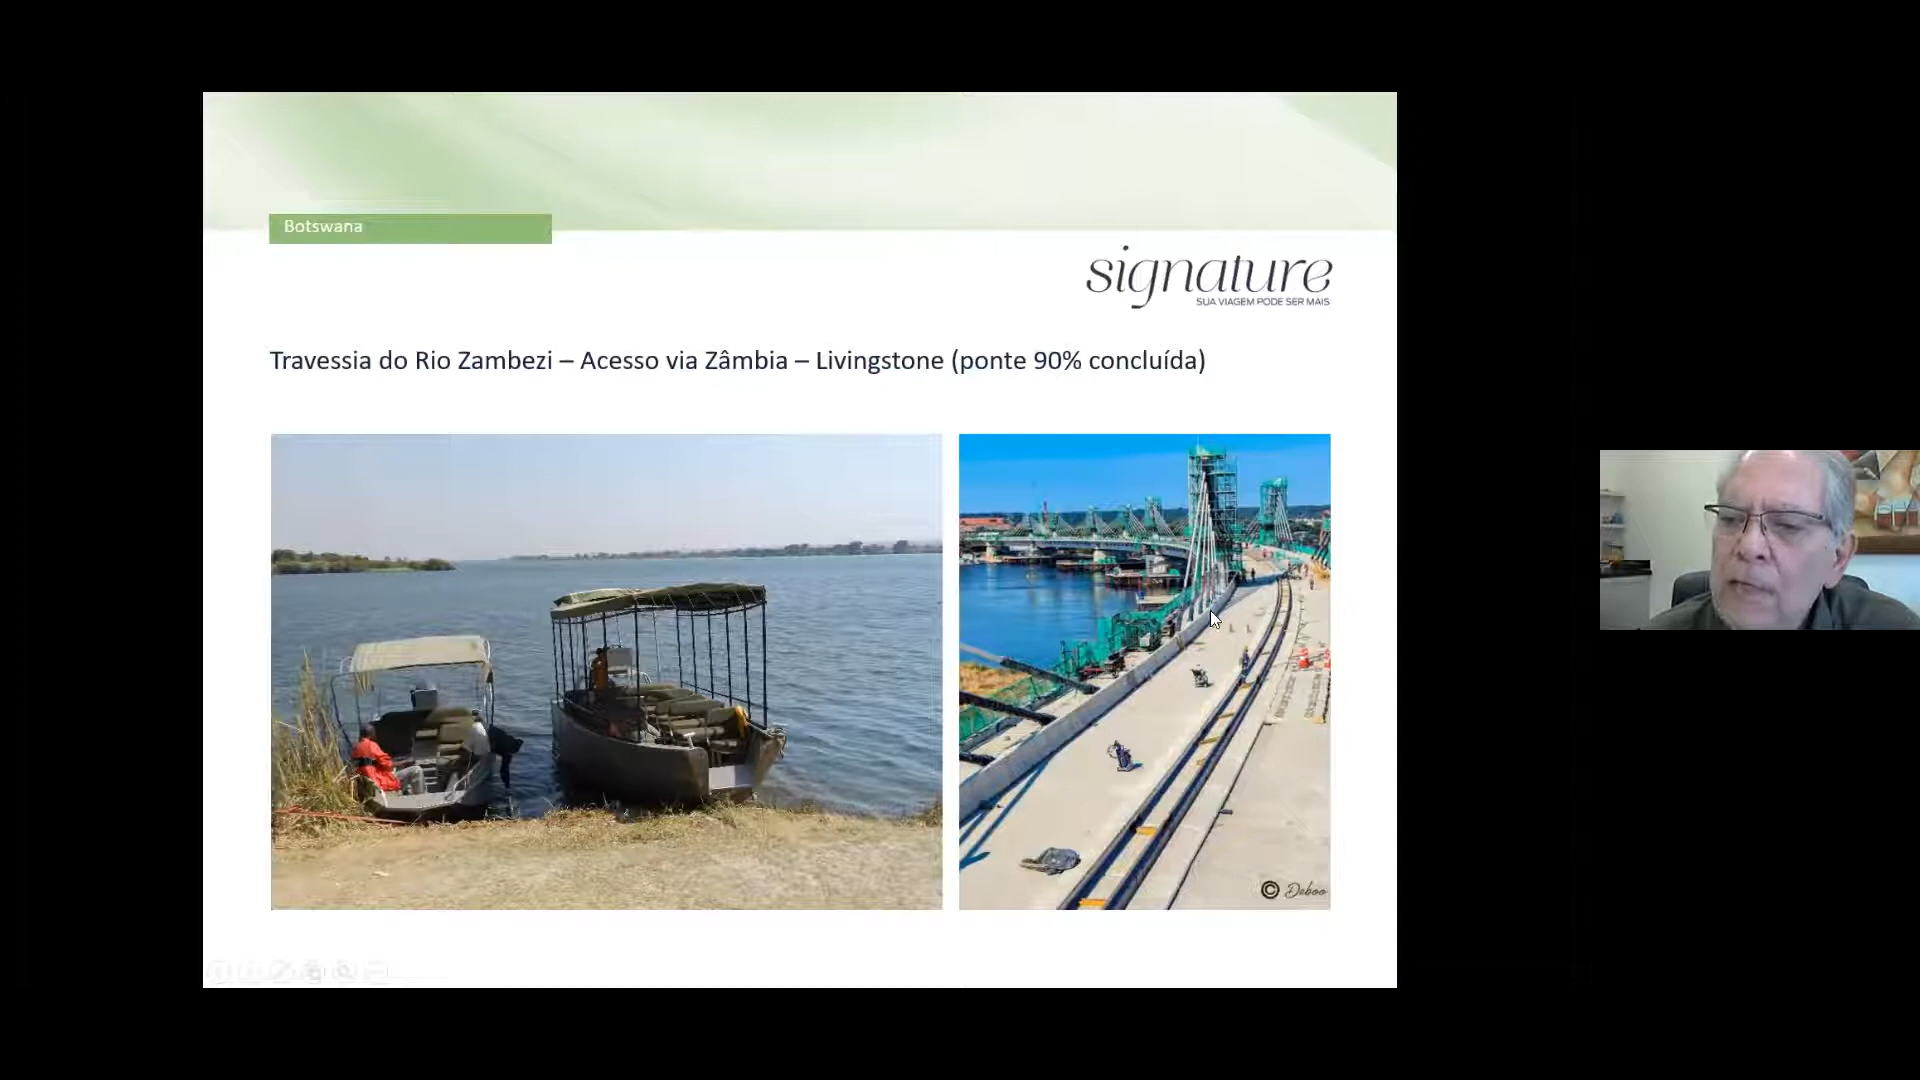 Botswana
signature
SUA VIAGEM PODE SER MAIS
Travessia do Rio Zambezi – Acesso via Zâmbia – Livingstone (ponte 90% concluída)
© Deboo